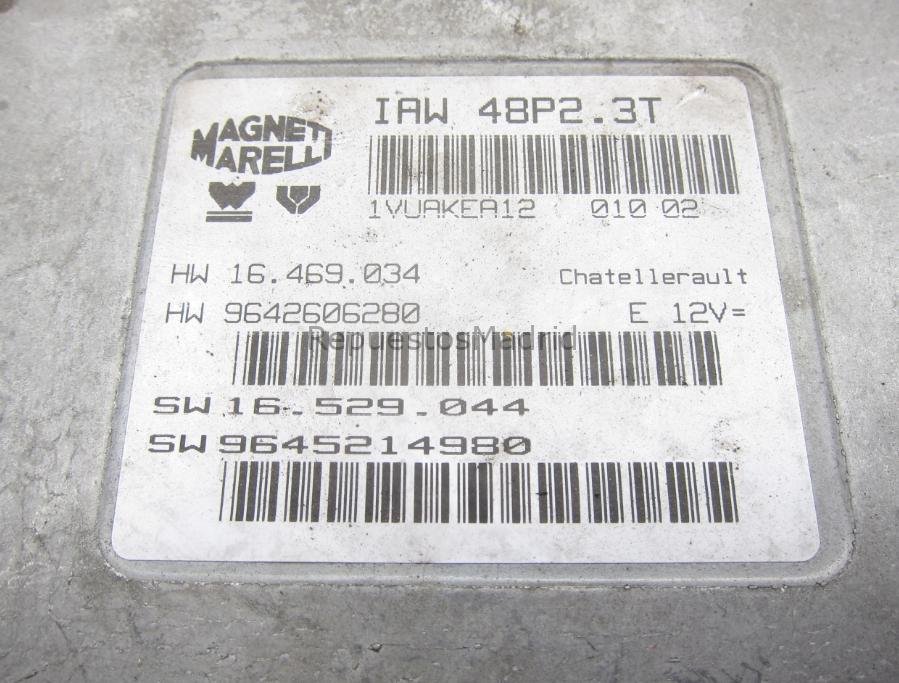 IAW 48P2.3T
MAGNETI
MARELLI
1VUAKEA12 010 02
HW 16.469.034 Chatellerault
HW 9642606280 E 12V=
RepuestosMadrid
SW 16.529.044
SW 9645214980